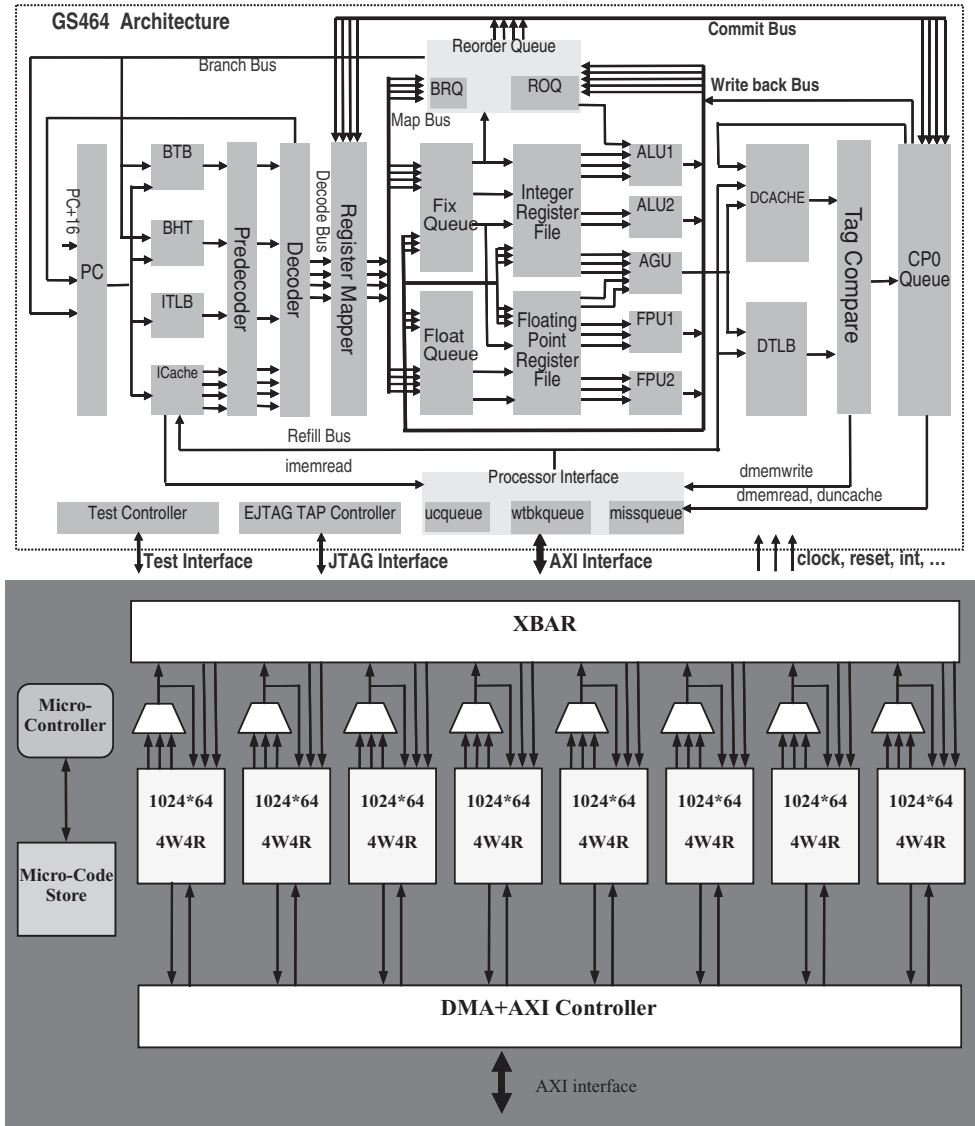 GS464 Architecture
Commit Bus
Reorder Queue
Branch Bus
BRQ
ROQ
Write back Bus
Map Bus
PC+16
PC
BTB
BHT
ITLB
ICache
Predecoder
Decoder
Decode Bus
Register Mapper
Fix
Queue
Float
Queue
Integer
Register
File
Floating
Point
Register
File
ALU1
ALU2
AGU
FPU1
FPU2
DCACHE
DTLB
Tag Compare
CP0
Queue
Refill Bus
imemread
Processor Interface
ucqueue
wtbkqueue
missqueue
dmemwrite
dmemread, duncache
Test Controller
EJTAG TAP Controller
Test Interface
JTAG Interface
AXI Interface
clock, reset, int, …
XBAR
Micro-
Controller
Micro-Code
Store
1024*64
4W4R
1024*64
4W4R
1024*64
4W4R
1024*64
4W4R
1024*64
4W4R
1024*64
4W4R
1024*64
4W4R
1024*64
4W4R
DMA+AXI Controller
AXI interface